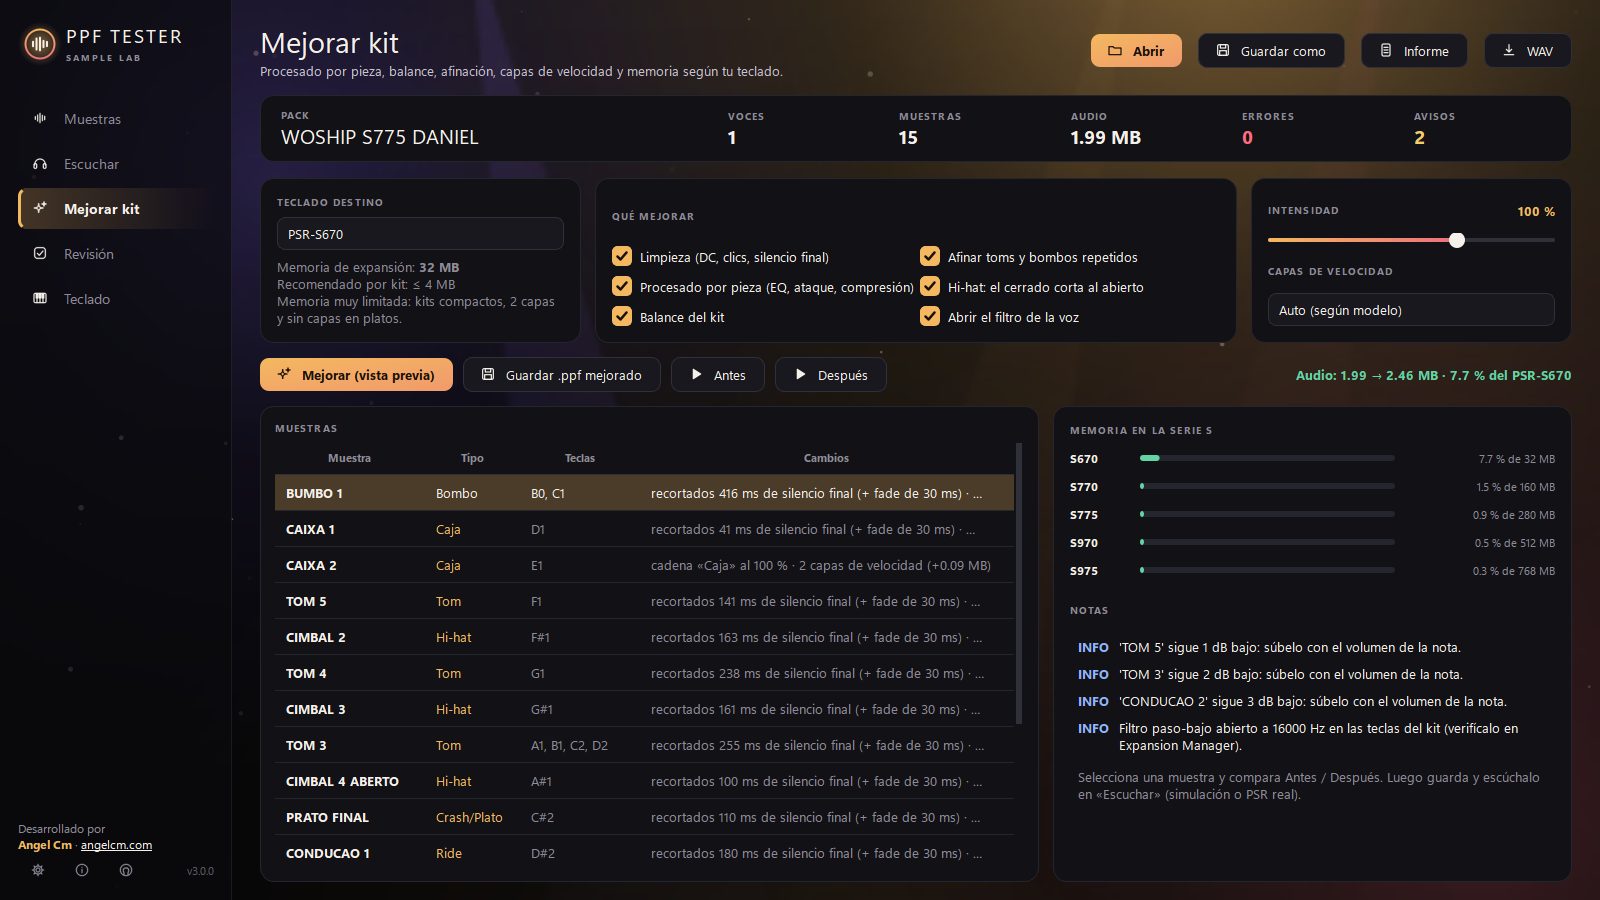 PPF TESTER
SAMPLE LAB
Muestras
Escuchar
Mejorar kit
Revisión
Teclado
Desarrollado por
Angel Cm · angelcm.com
v3.0.0
Mejorar kit
Procesado por pieza, balance, afinación, capas de velocidad y memoria según tu teclado.
Abrir
Guardar como
Informe
WAV
PACK
WOSHIP S775 DANIEL
VOCES
1
MUESTRAS
15
AUDIO
1.99 MB
ERRORES
0
AVISOS
2
TECLADO DESTINO
PSR-S670
Memoria de expansión: 32 MB
Recomendado por kit: ≤ 4 MB
Memoria muy limitada: kits compactos, 2 capas
y sin capas en platos.
QUÉ MEJORAR
Limpieza (DC, clics, silencio final)
Afinar toms y bombos repetidos
Procesado por pieza (EQ, ataque, compresión)
Hi-hat: el cerrado corta al abierto
Balance del kit
Abrir el filtro de la voz
INTENSIDAD
100 %
CAPAS DE VELOCIDAD
Auto (según modelo)
Mejorar (vista previa)
Guardar .ppf mejorado
Antes
Después
Audio: 1.99 → 2.46 MB · 7.7 % del PSR-S670
MUESTRAS
Muestra Tipo Teclas Cambios
BUMBO 1 Bombo B0, C1 recortados 416 ms de silencio final (+ fade de 30 ms) · ...
CAIXA 1 Caja D1 recortados 41 ms de silencio final (+ fade de 30 ms) · ...
CAIXA 2 Caja E1 cadena «Caja» al 100 % · 2 capas de velocidad (+0.09 MB)
TOM 5 Tom F1 recortados 141 ms de silencio final (+ fade de 30 ms) · ...
CIMBAL 2 Hi-hat F#1 recortados 163 ms de silencio final (+ fade de 30 ms) · ...
TOM 4 Tom G1 recortados 238 ms de silencio final (+ fade de 30 ms) · ...
CIMBAL 3 Hi-hat G#1 recortados 161 ms de silencio final (+ fade de 30 ms) · ...
TOM 3 Tom A1, B1, C2, D2 recortados 255 ms de silencio final (+ fade de 30 ms) · ...
CIMBAL 4 ABERTO Hi-hat A#1 recortados 100 ms de silencio final (+ fade de 30 ms) · ...
PRATO FINAL Crash/Plato C#2 recortados 110 ms de silencio final (+ fade de 30 ms) · ...
CONDUCAO 1 Ride D#2 recortados 180 ms de silencio final (+ fade de 30 ms) · ...
MEMORIA EN LA SERIE S
S670 7.7 % de 32 MB
S770 1.5 % de 160 MB
S775 0.9 % de 280 MB
S970 0.5 % de 512 MB
S975 0.3 % de 768 MB
NOTAS
INFO 'TOM 5' sigue 1 dB bajo: súbelo con el volumen de la nota.
INFO 'TOM 3' sigue 2 dB bajo: súbelo con el volumen de la nota.
INFO 'CONDUCAO 2' sigue 3 dB bajo: súbelo con el volumen de la nota.
INFO Filtro paso-bajo abierto a 16000 Hz en las teclas del kit (verifícalo en
Expansion Manager).
Selecciona una muestra y compara Antes / Después. Luego guarda y escúchalo
en «Escuchar» (simulación o PSR real).